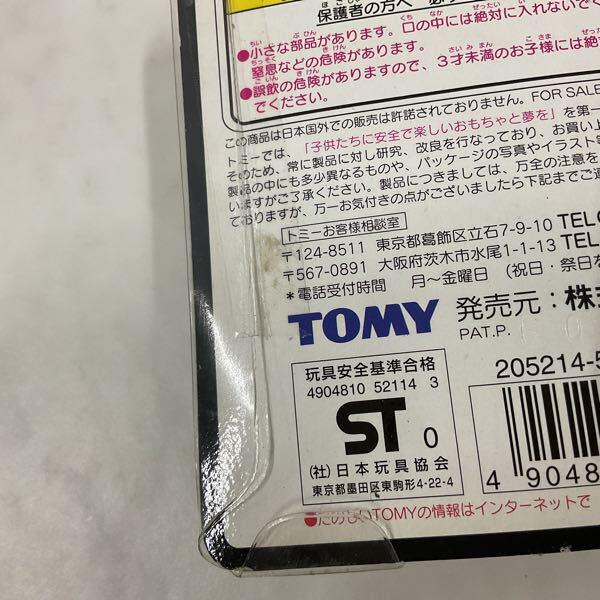 保護者の方へ 必
●小さな部品があります。口の中には絶対に入れないで
窒息などの危険があります。
●誤飲の危険がありますので、3才未満のお子様には絶
でください。
この商品は日本国外での販売は許諾されておりません。FOR SALE
トミーでは、「子供たちに安全で楽しいおもちゃと夢を」を第一
そのため、常に製品に対し研究、改良を行なっており、お買い上
製品の中にも多少異なるものや、パッケージの写真やイラスト等
いますがご了承ください。製品につきましては、万全の注意を
ておりますが、万一お気付きの点がございましたら下記までご連
トミーお客様相談室
〒124-8511 東京都葛飾区立石7-9-10 TEL
〒567-0891 大阪府茨木市水尾1-1-13 TEL
*電話受付時間 月〜金曜日 (祝日・祭日を
TOMY 発売元:株式
PAT.P.
玩具安全基準合格
4904810 52114 3
ST 0
(社)日本玩具協会
東京都墨田区東駒形4-22-4
205214-5
4 9048
●たのしいTOMYの情報はインターネットで